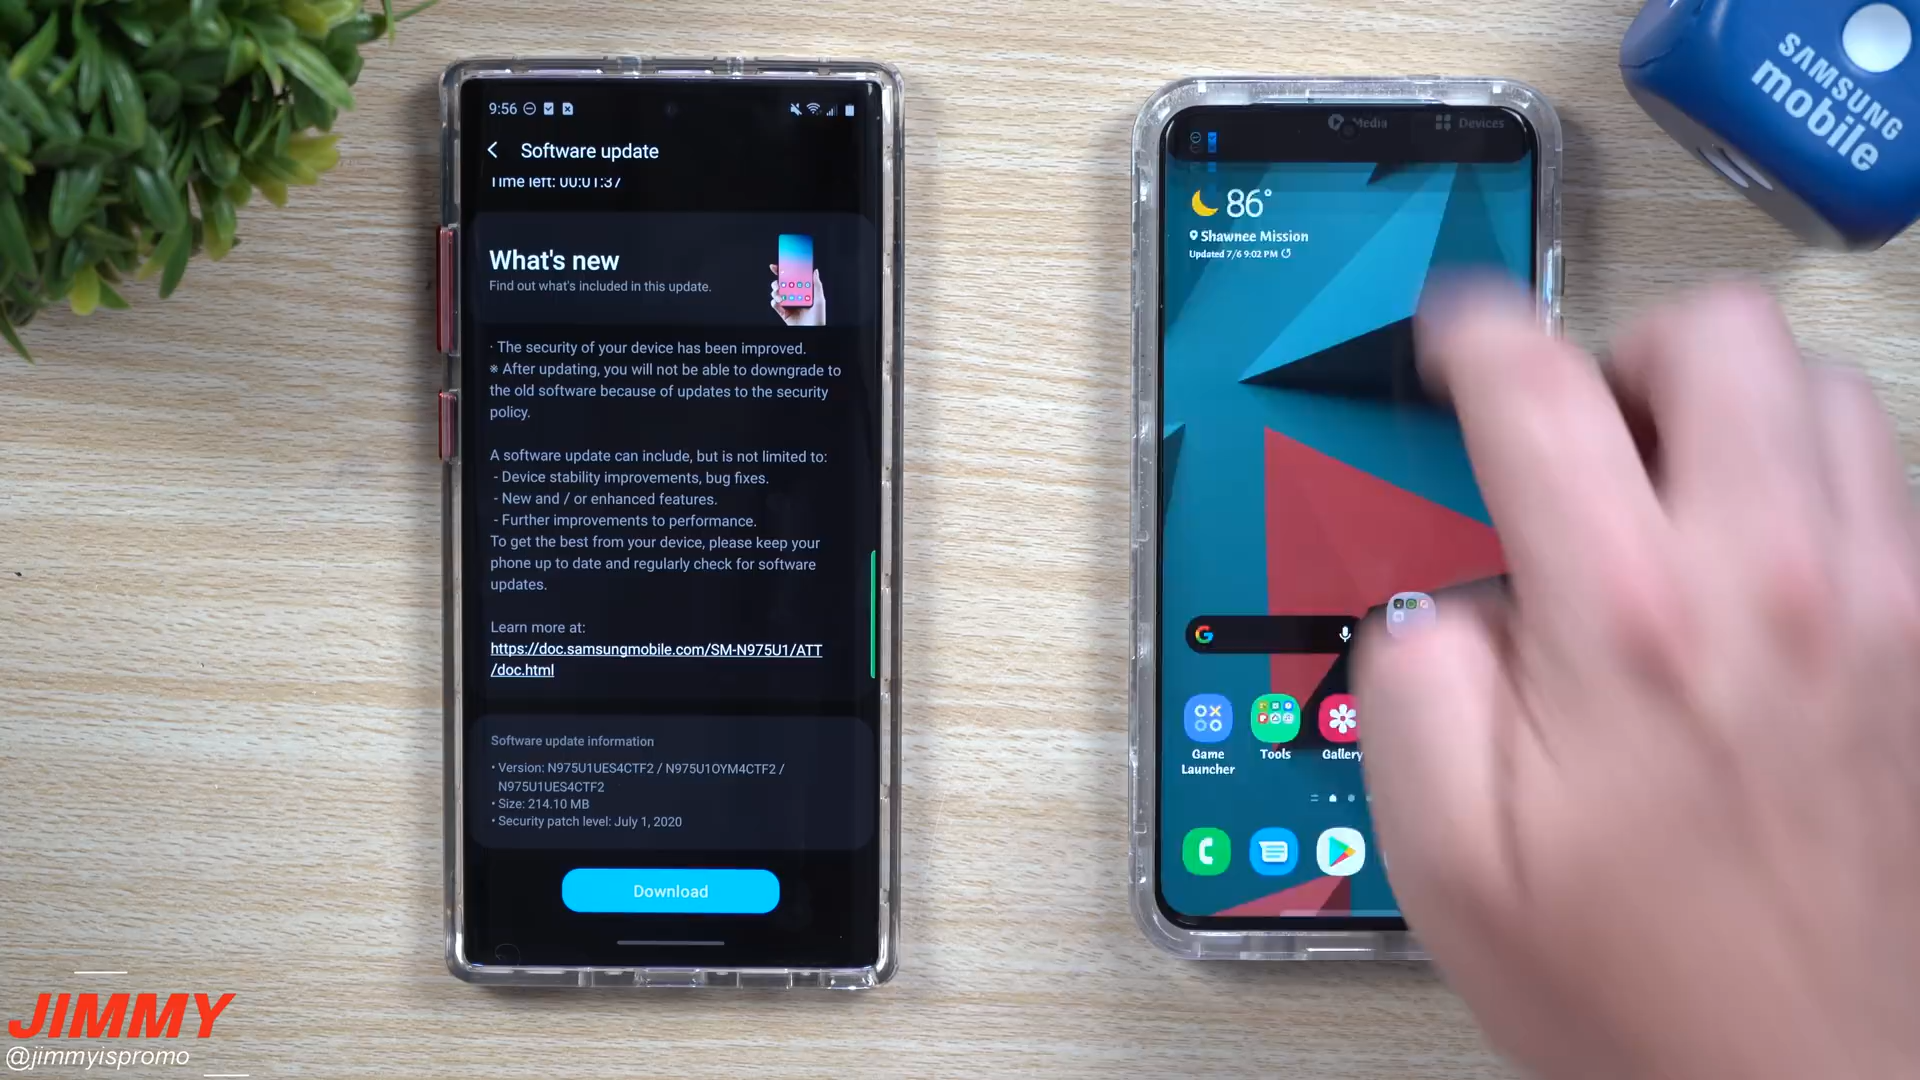 9:56
Software update
Time left: 00:01:37
What's new
Find out what's included in this update.
· The security of your device has been improved.
※ After updating, you will not be able to downgrade to
the old software because of updates to the security
policy.
A software update can include, but is not limited to:
- Device stability improvements, bug fixes.
- New and / or enhanced features.
- Further improvements to performance.
To get the best from your device, please keep your
phone up to date and regularly check for software
updates.
Learn more at:
https://doc.samsungmobile.com/SM-N975U1/ATT
/doc.html
Software update information
• Version: N975U1UES4CTF2 / N975U1OYM4CTF2 /
N975U1UES4CTF2
• Size: 214.10 MB
• Security patch level: July 1, 2020
Download
Media
Devices
86°
Shawnee Mission
Updated 7/6 9:02 PM
Game
Launcher
Tools
Gallery
SAMSUNG
mobile
JIMMY
@jimmyispromo